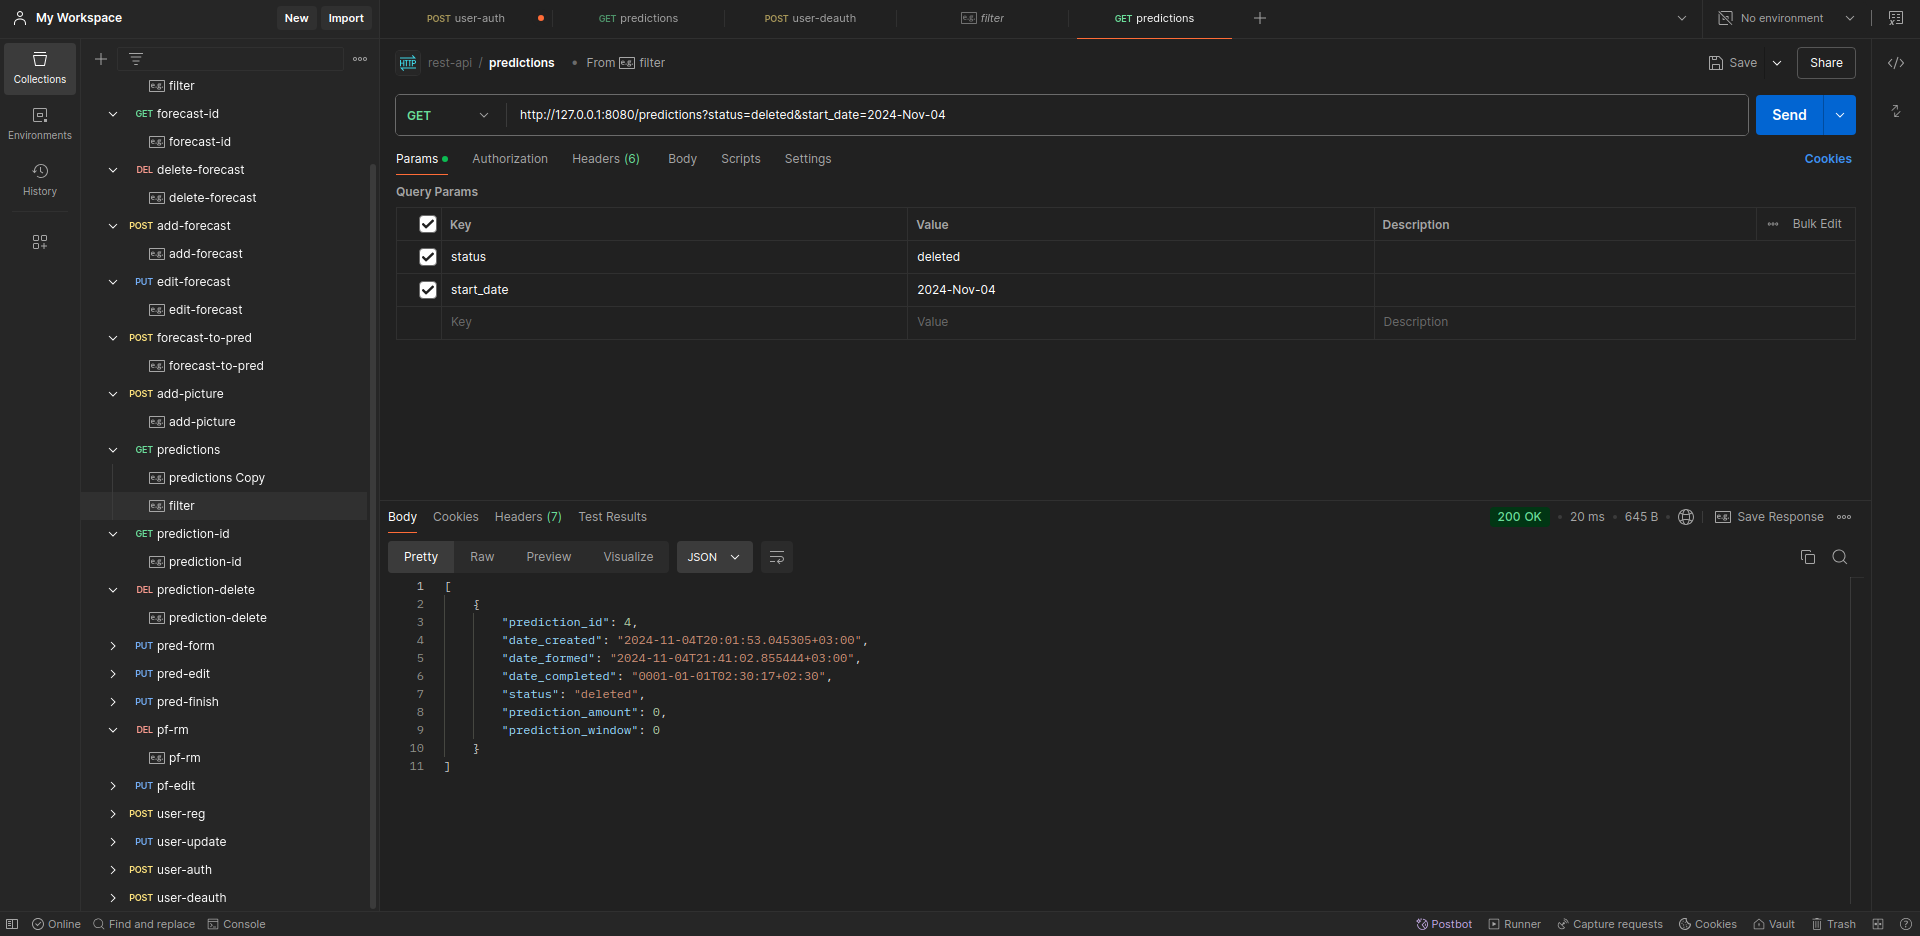 My Workspace
New
Import
POST user-auth
GET predictions
POST user-deauth
e.g. filter
GET predictions
No environment
Collections
Environments
History
e.g. filter
GET forecast-id
e.g. forecast-id
DEL delete-forecast
e.g. delete-forecast
POST add-forecast
e.g. add-forecast
PUT edit-forecast
e.g. edit-forecast
POST forecast-to-pred
e.g. forecast-to-pred
POST add-picture
e.g. add-picture
GET predictions
e.g. predictions Copy
e.g. filter
GET prediction-id
e.g. prediction-id
DEL prediction-delete
e.g. prediction-delete
PUT pred-form
PUT pred-edit
PUT pred-finish
DEL pf-rm
e.g. pf-rm
PUT pf-edit
POST user-reg
PUT user-update
POST user-auth
POST user-deauth
HTTP rest-api / predictions • From e.g. filter
Save
Share
GET
http://127.0.0.1:8080/predictions?status=deleted&start_date=2024-Nov-04
Send
Params
Authorization
Headers (6)
Body
Scripts
Settings
Cookies
Query Params
Key Value Description
Bulk Edit
status deleted
start_date 2024-Nov-04
Key Value Description
Body
Cookies
Headers (7)
Test Results
200 OK • 20 ms • 645 B
e.g. Save Response
Pretty
Raw
Preview
Visualize
JSON
1 [
2 {
3 "prediction_id": 4,
4 "date_created": "2024-11-04T20:01:53.045305+03:00",
5 "date_formed": "2024-11-04T21:41:02.855444+03:00",
6 "date_completed": "0001-01-01T02:30:17+02:30",
7 "status": "deleted",
8 "prediction_amount": 0,
9 "prediction_window": 0
10 }
11 ]
Online
Find and replace
Console
Postbot
Runner
Capture requests
Cookies
Vault
Trash